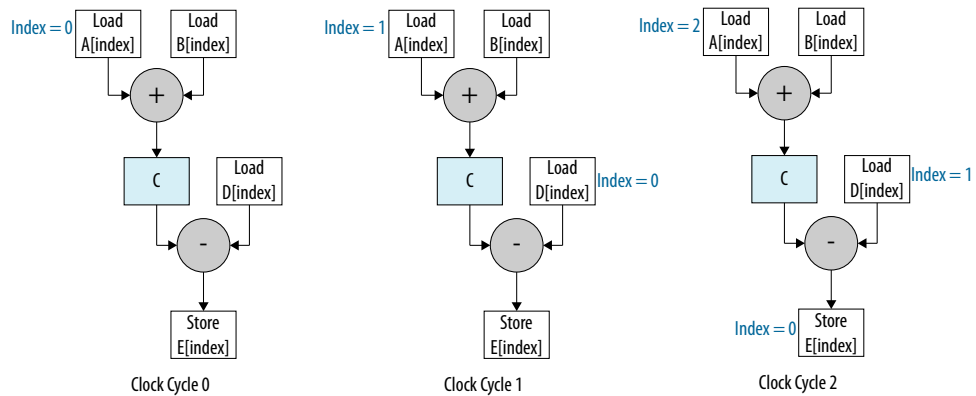 Index = 0
Load
A[index]
Load
B[index]
+
C
Load
D[index]
-
Store
E[index]
Clock Cycle 0
Index = 1
Load
A[index]
Load
B[index]
+
C
Load
D[index]
Index = 0
-
Store
E[index]
Clock Cycle 1
Index = 2
Load
A[index]
Load
B[index]
+
C
Load
D[index]
Index = 1
-
Index = 0
Store
E[index]
Clock Cycle 2